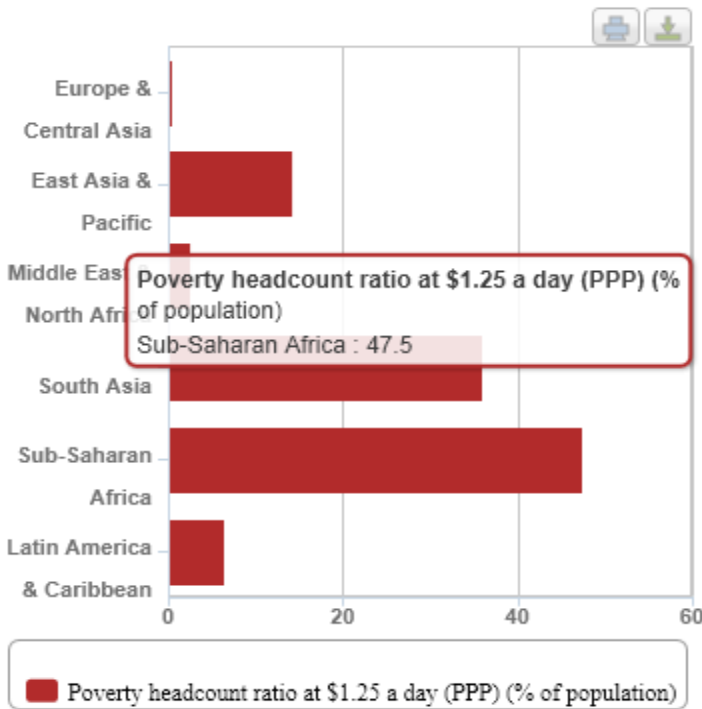 Europe &
Central Asia
East Asia &
Pacific
Middle East &
North Africa
Poverty headcount ratio at $1.25 a day (PPP) (%
of population)
Sub-Saharan Africa : 47.5
South Asia
Sub-Saharan
Africa
Latin America
& Caribbean
0 20 40 60
Poverty headcount ratio at $1.25 a day (PPP) (% of population)